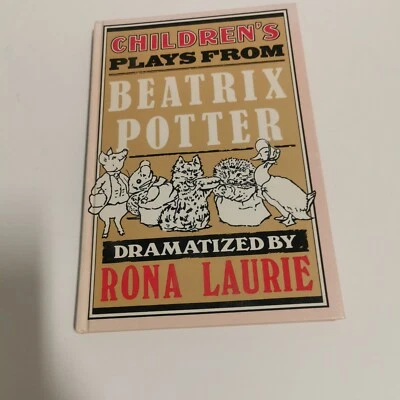 CHILDREN'S
PLAYS FROM
BEATRIX
POTTER
DRAMATIZED BY
RONA LAURIE